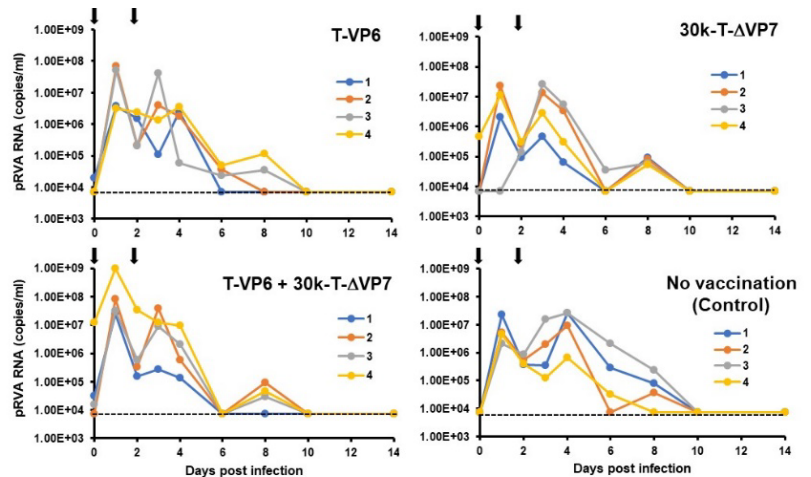 T-VP6
1.00E+09
1.00E+08
1.00E+07
1.00E+06
1.00E+05
1.00E+04
1.00E+03
pRVA RNA (copies/ml)
1
2
3
4
0 2 4 6 8 10 12 14
30k-T-ΔVP7
1.00E+09
1.00E+08
1.00E+07
1.00E+06
1.00E+05
1.00E+04
1.00E+03
1
2
3
4
0 2 4 6 8 10 12 14
T-VP6 + 30k-T-ΔVP7
1.00E+09
1.00E+08
1.00E+07
1.00E+06
1.00E+05
1.00E+04
1.00E+03
pRVA RNA (copies/ml)
1
2
3
4
0 2 4 6 8 10 12 14
Days post infection
No vaccination
(Control)
1.00E+09
1.00E+08
1.00E+07
1.00E+06
1.00E+05
1.00E+04
1.00E+03
1
2
3
4
0 2 4 6 8 10 12 14
Days post infection